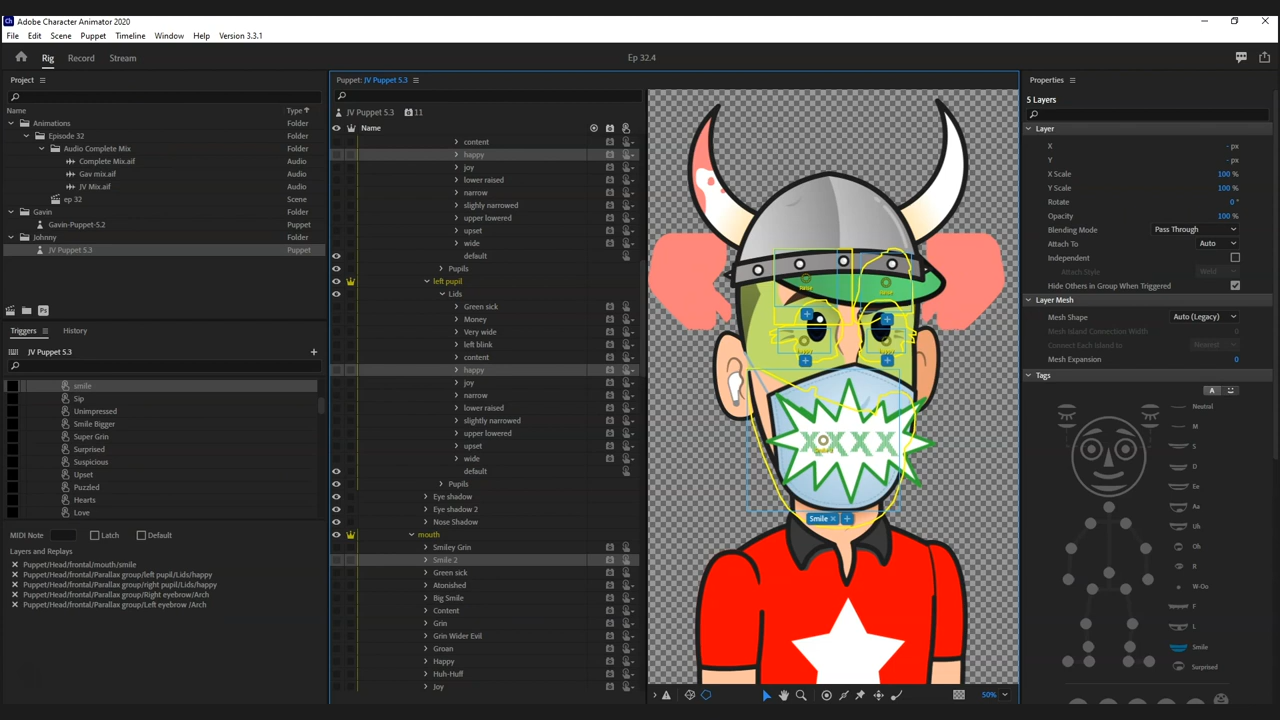 Ch Adobe Character Animator 2020
File Edit Scene Puppet Timeline Window Help Version 3.3.1
Rig Record Stream
Ep 32.4
Project
Name Type
Animations Folder
Episode 32 Folder
Audio Complete Mix Folder
Complete Mix.aif Audio
Gav mix.aif Audio
JV Mix.aif Audio
ep 32 Scene
Gavin Folder
Gavin-Puppet-5.2 Puppet
Johnny Folder
JV Puppet 5.3 Puppet
Ps
Triggers History
JV Puppet 5.3
smile
Sip
Unimpressed
Smile Bigger
Super Grin
Surprised
Suspicious
Upset
Puzzled
Hearts
Love
MIDI Note Latch Default
Layers and Replays
Puppet/Head/frontal/mouth/smile
Puppet/Head/frontal/Parallax group/left pupil/Lids/happy
Puppet/Head/frontal/Parallax group/right pupil/Lids/happy
Puppet/Head/frontal/Parallax group/Right eyebrow/Arch
Puppet/Head/frontal/Parallax group/Left eyebrow /Arch
Puppet: JV Puppet 5.3
JV Puppet 5.3 11
Name
content
happy
joy
lower raised
narrow
slighly narrowed
upper lowered
upset
wide
default
Pupils
left pupil
Lids
Green sick
Money
Very wide
left blink
content
happy
joy
narrow
lower raised
slightly narrowed
upper lowered
upset
wide
default
Pupils
Eye shadow
Eye shadow 2
Nose Shadow
mouth
Smiley Grin
Smile 2
Green sick
Atonished
Big Smile
Content
Grin
Grin Wider Evil
Groan
Happy
Huh-Huff
Joy
XXXXX
Smile
50%
Properties
5 Layers
Layer
X - px
Y - px
X Scale 100 %
Y Scale 100 %
Rotate 0 °
Opacity 100 %
Blending Mode Pass Through
Attach To Auto
Independent
Attach Style Weld
Hide Others in Group When Triggered
Layer Mesh
Mesh Shape Auto (Legacy)
Mesh Island Connection Width 0
Connect Each Island to Nearest
Mesh Expansion 0
Tags
A
Neutral
M
S
D
Ee
Aa
Uh
Oh
R
W-Oo
F
L
Smile
Surprised